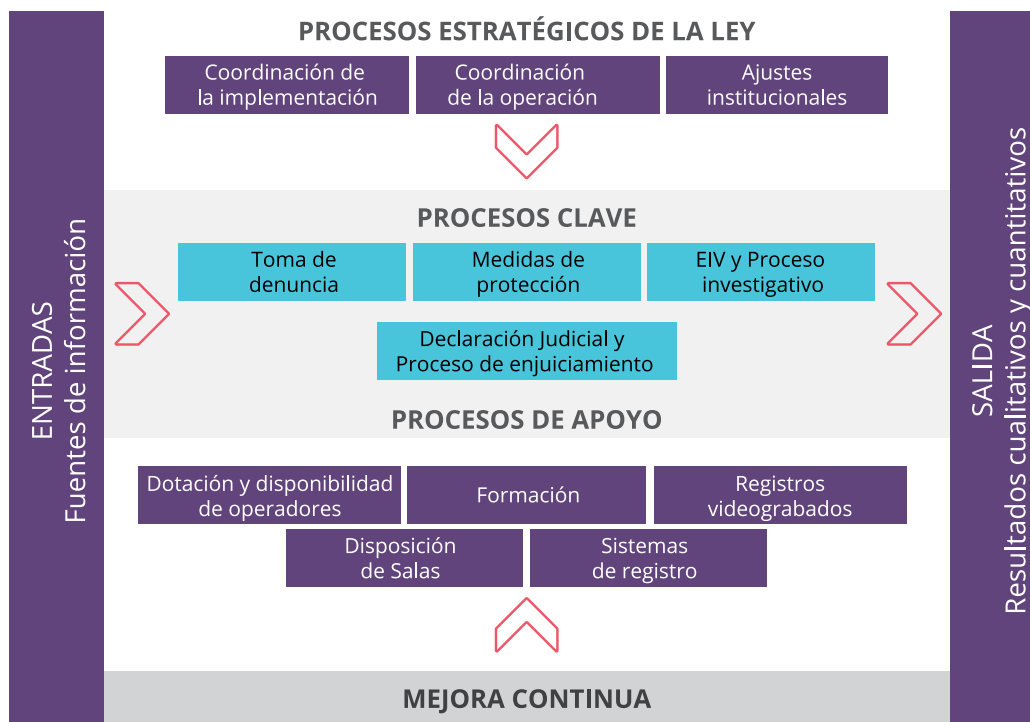 PROCESOS ESTRATÉGICOS DE LA LEY
Coordinación de
la implementación
Coordinación
de la operación
Ajustes
institucionales
ENTRADAS
Fuentes de información
PROCESOS CLAVE
Toma de
denuncia
Medidas de
protección
EIV y Proceso
investigativo
Declaración Judicial y
Proceso de enjuiciamiento
PROCESOS DE APOYO
Dotación y disponibilidad
de operadores
Formación
Registros
videograbados
Disposición
de Salas
Sistemas
de registro
MEJORA CONTINUA
SALIDA
Resultados cualitativos y cuantitativos